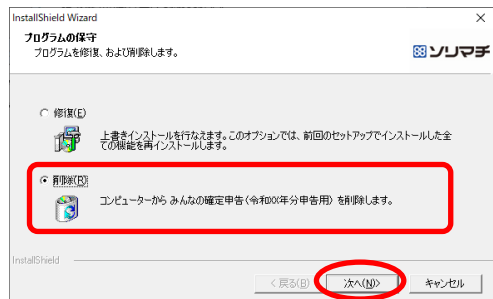 InstallShield Wizard
プログラムの保守
プログラムを修復、および削除します。
ソリマチ
修復(E)
上書きインストールを行なえます。このオプションでは、前回のセットアップでインストールした全
ての機能を再インストールします。
削除(R)
コンピューターから みんなの確定申告(令和XX年分申告用) を削除します。
InstallShield
< 戻る(B)
次へ(N)>
キャンセル